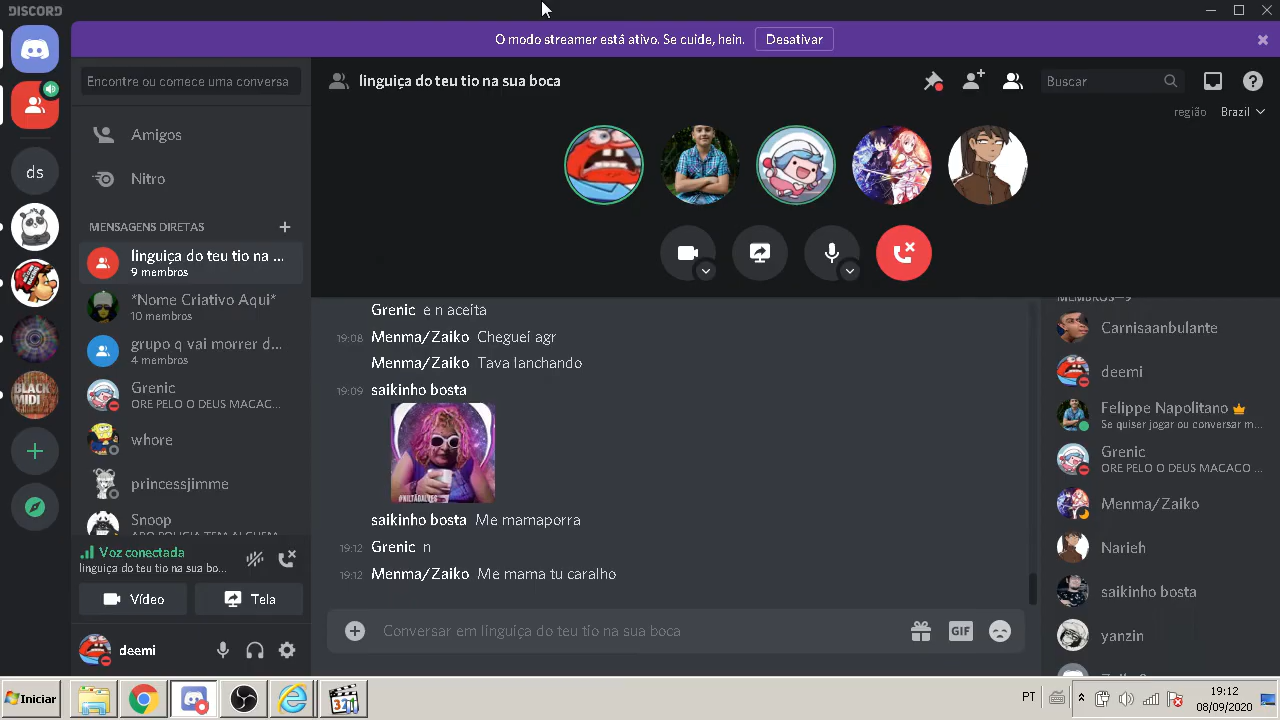 DISCORD
O modo streamer está ativo. Se cuide, hein.
Desativar
Encontre ou comece uma conversa
linguiça do teu tio na sua boca
Buscar
região
Brazil
Amigos
Nitro
ds
MENSAGENS DIRETAS
linguiça do teu tio na ...
9 membros
*Nome Criativo Aqui*
10 membros
grupo q vai morrer d...
4 membros
Grenic
ORE PELO O DEUS MACAC...
whore
princessjimme
Snoop
BLACK
MIDI
Voz conectada
linguiça do teu tio na sua bo...
Vídeo
Tela
deemi
Grenic e n aceita
19:08 Menma/Zaiko Cheguei agr
Menma/Zaiko Tava lanchando
19:09 saikinho bosta
#NILTÃOALVES
saikinho bosta Me mamaporra
19:12 Grenic n
19:12 Menma/Zaiko Me mama tu caralho
Conversar em linguiça do teu tio na sua boca
GIF
MEMBROS—9
Carnisaanbulante
deemi
Felippe Napolitano
Se quiser jogar ou conversar m...
Grenic
ORE PELO O DEUS MACACO ...
Menma/Zaiko
Narieh
saikinho bosta
yanzin
Iniciar
321
PT
19:12
08/09/2020